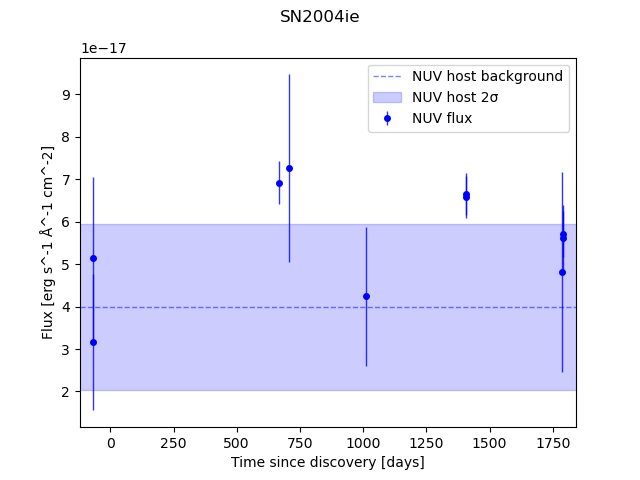 SN2004ie
1e−17
NUV host background
NUV host 2σ
NUV flux
9
8
7
6
5
4
3
2
Flux [erg s^-1 Å^-1 cm^-2]
0 250 500 750 1000 1250 1500 1750
Time since discovery [days]